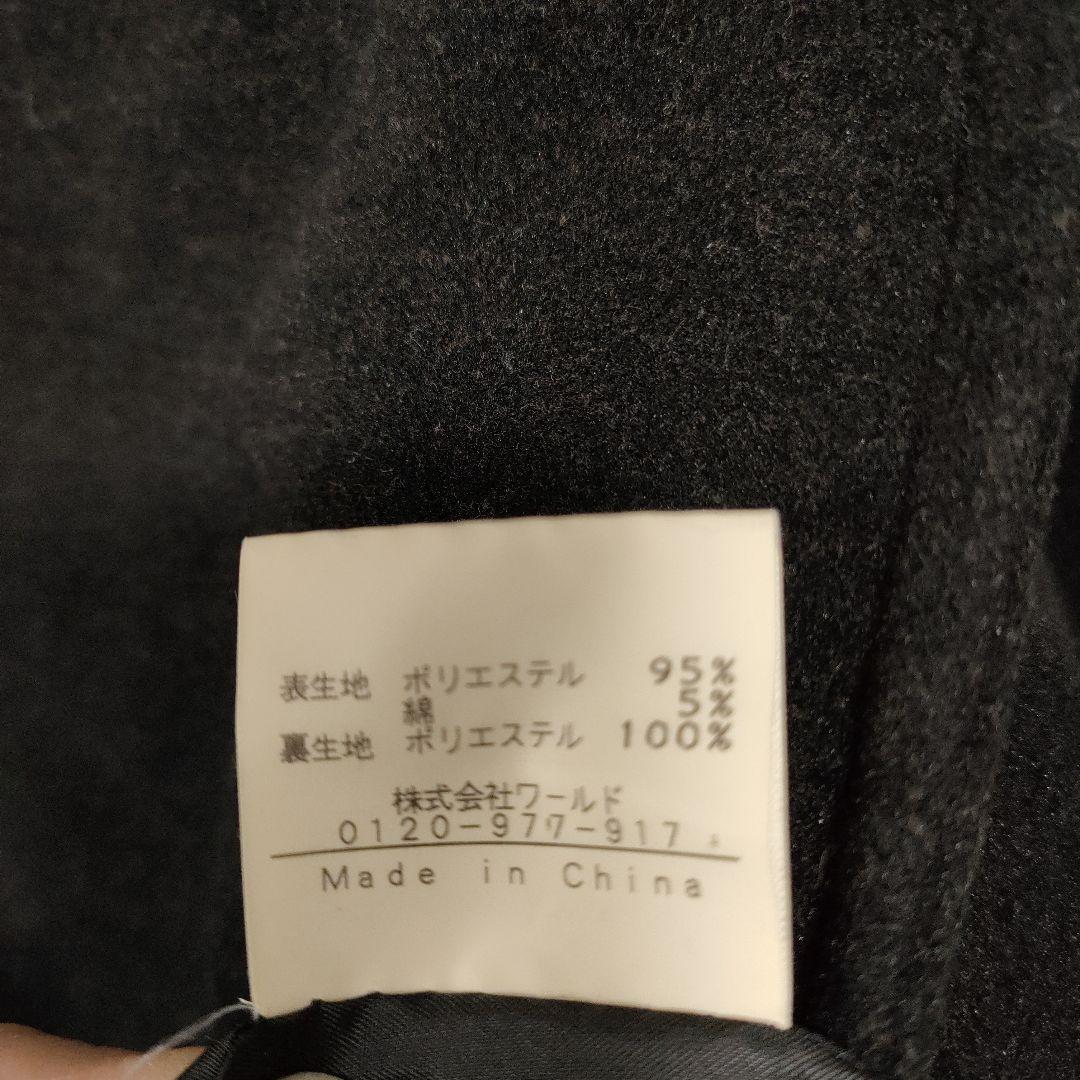 表生地 ポリエステル 95%
綿 5%
裏生地 ポリエステル 100%
株式会社ワールド
0120-977-917
Made in China